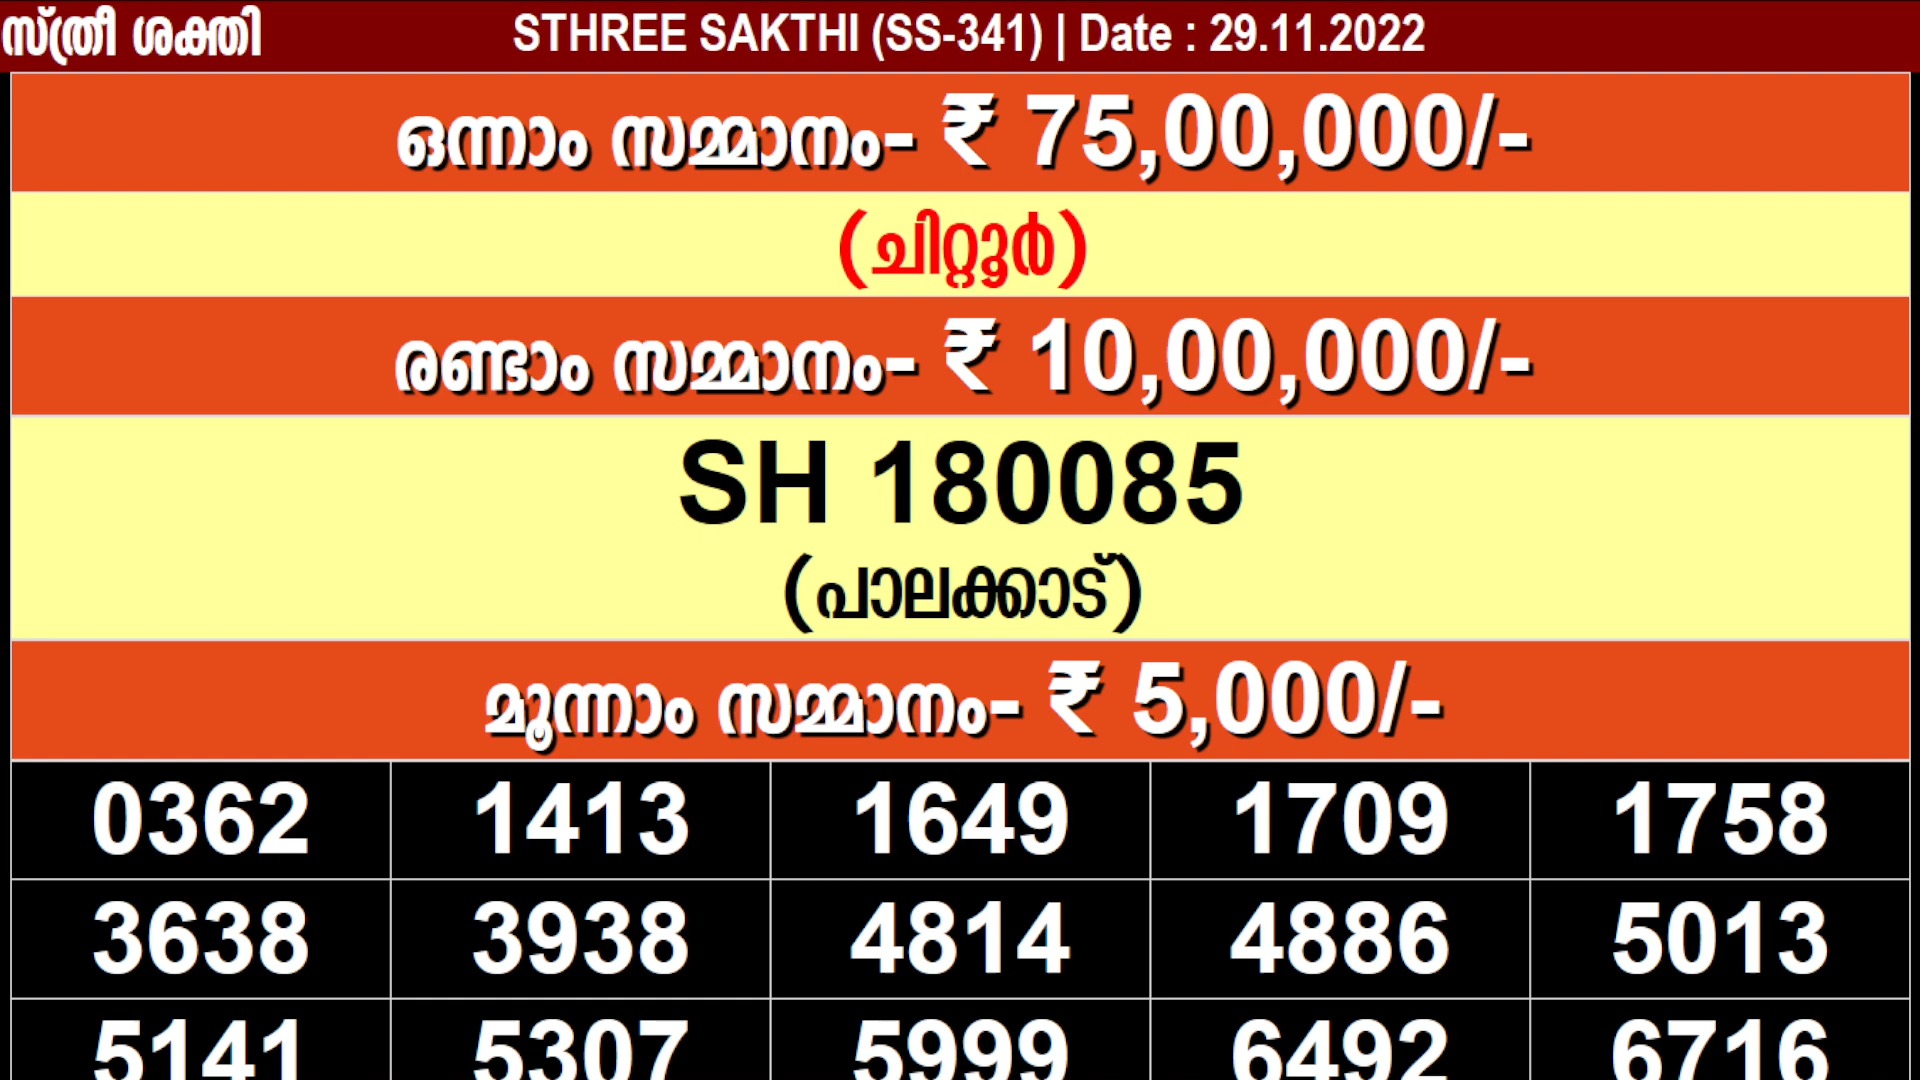 സ്ത്രീ ശക്തി STHREE SAKTHI (SS-341) | Date : 29.11.2022
ഒന്നാം സമ്മാനം- ₹ 75,00,000/-
(ചിറ്റൂർ)
രണ്ടാം സമ്മാനം- ₹ 10,00,000/-
SH 180085
(പാലക്കാട്)
മൂന്നാം സമ്മാനം- ₹ 5,000/-
0362 1413 1649 1709 1758
3638 3938 4814 4886 5013
5141 5307 5999 6492 6716